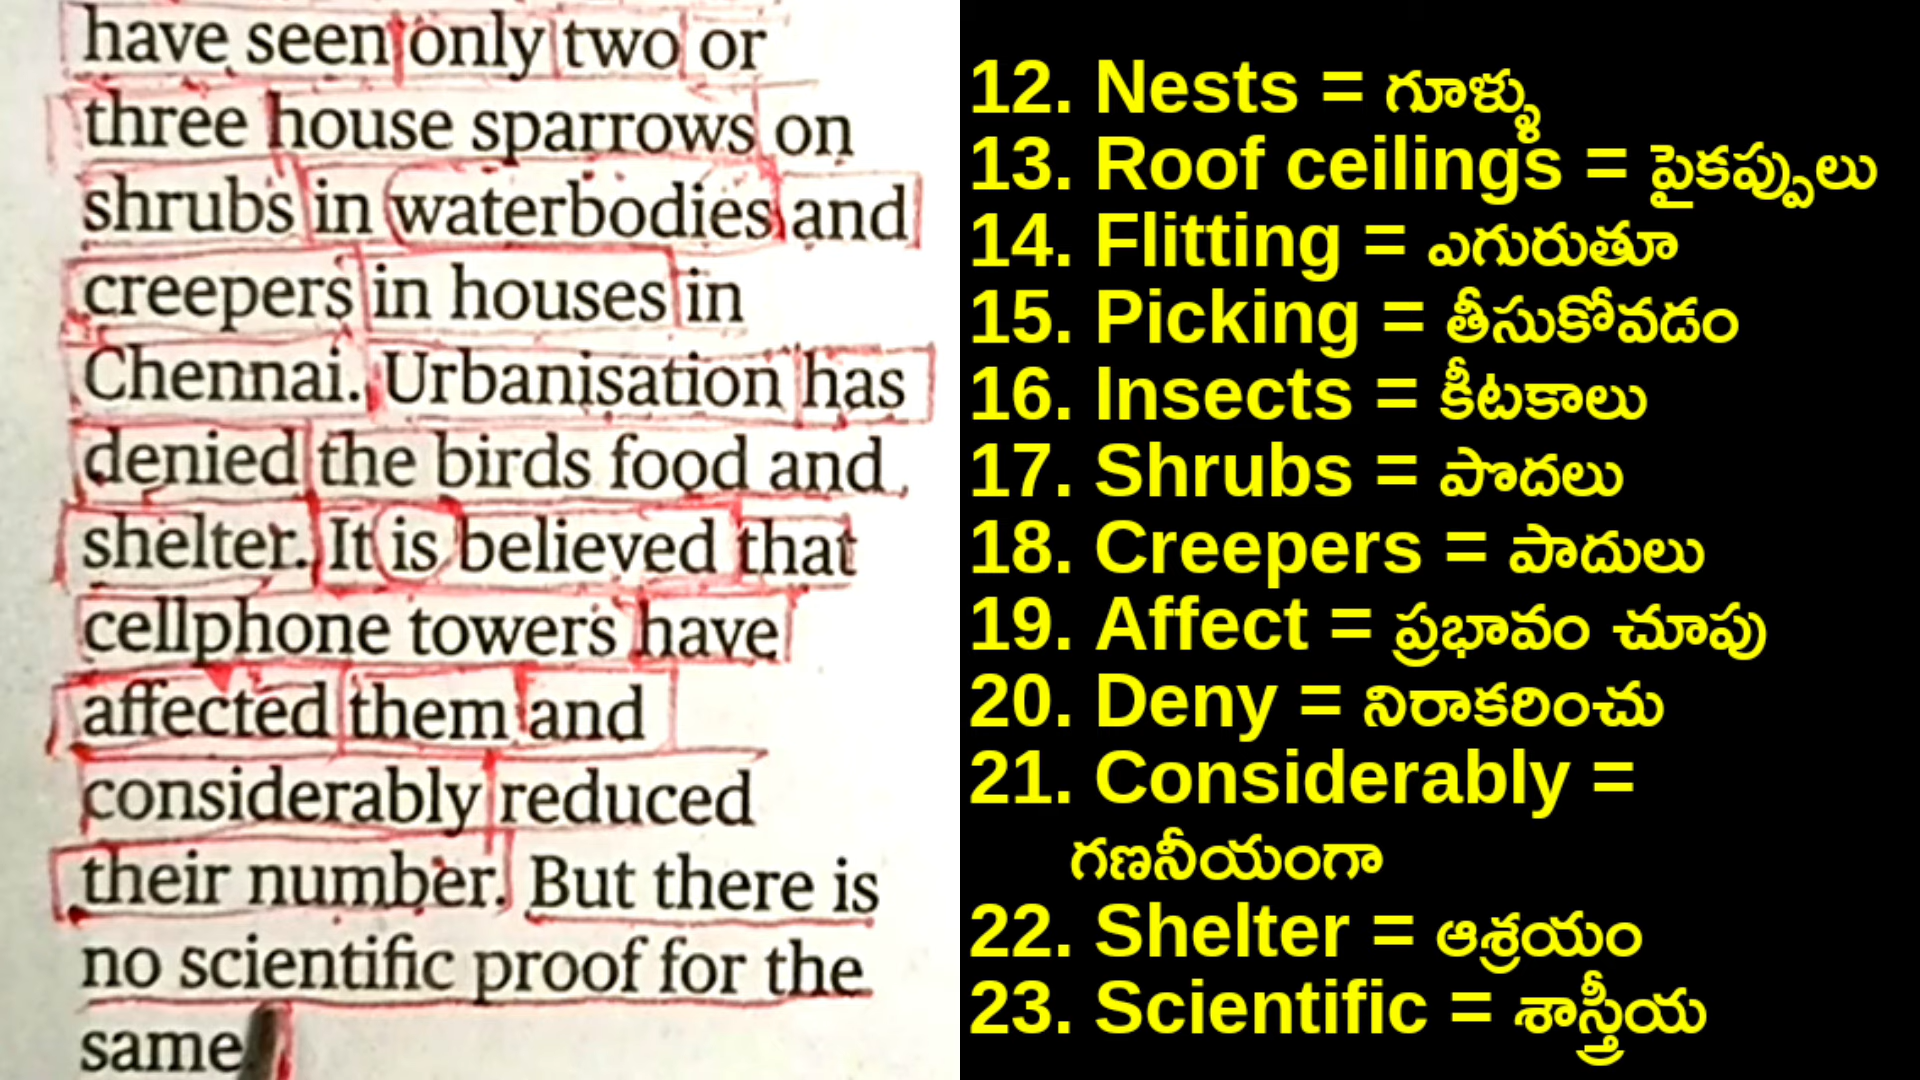 have seen only two or
three house sparrows on
shrubs in waterbodies and
creepers in houses in
Chennai. Urbanisation has
denied the birds food and
shelter. It is believed that
cellphone towers have
affected them and
considerably reduced
their number. But there is
no scientific proof for the
same
12. Nests = గూళ్ళు
13. Roof ceilings = పైకప్పులు
14. Flitting = ఎగురుతూ
15. Picking = తీసుకోవడం
16. Insects = కీటకాలు
17. Shrubs = పొదలు
18. Creepers = పాదులు
19. Affect = ప్రభావం చూపు
20. Deny = నిరాకరించు
21. Considerably =
గణనీయంగా
22. Shelter = ఆశ్రయం
23. Scientific = శాస్త్రీయ